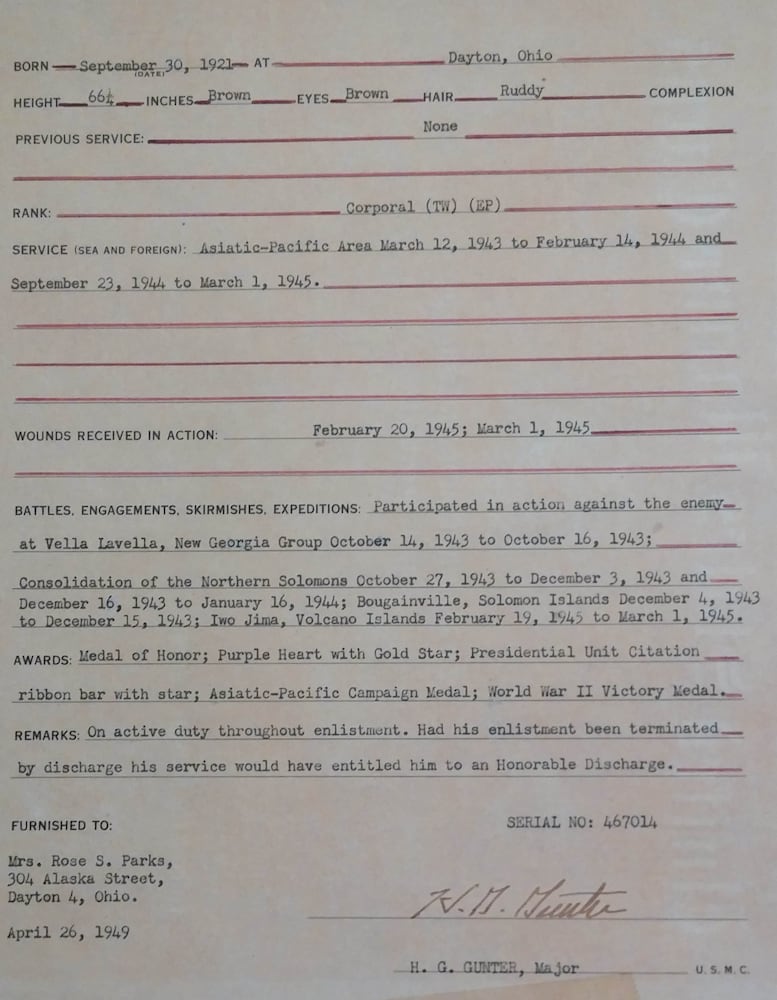 BORN September 30, 1921 AT Dayton, Ohio
(DATE)
HEIGHT 66¼ INCHES Brown EYES Brown HAIR Ruddy COMPLEXION
PREVIOUS SERVICE: None
RANK: Corporal (TW) (EP)
SERVICE (SEA AND FOREIGN): Asiatic-Pacific Area March 12, 1943 to February 14, 1944 and
September 23, 1944 to March 1, 1945.
WOUNDS RECEIVED IN ACTION: February 20, 1945; March 1, 1945
BATTLES, ENGAGEMENTS, SKIRMISHES, EXPEDITIONS: Participated in action against the enemy
at Vella Lavella, New Georgia Group October 14, 1943 to October 16, 1943;
Consolidation of the Northern Solomons October 27, 1943 to December 3, 1943 and
December 16, 1943 to January 16, 1944; Bougainville, Solomon Islands December 4, 1943
to December 15, 1943; Iwo Jima, Volcano Islands February 19, 1945 to March 1, 1945.
AWARDS: Medal of Honor; Purple Heart with Gold Star; Presidential Unit Citation
ribbon bar with star; Asiatic-Pacific Campaign Medal; World War II Victory Medal.
REMARKS: On active duty throughout enlistment. Had his enlistment been terminated
by discharge his service would have entitled him to an Honorable Discharge.
FURNISHED TO: SERIAL NO: 467014
Mrs. Rose S. Parks,
304 Alaska Street,
Dayton 4, Ohio.
H. G. Gunter
April 26, 1949
H. G. GUNTER, Major U. S. M. C.